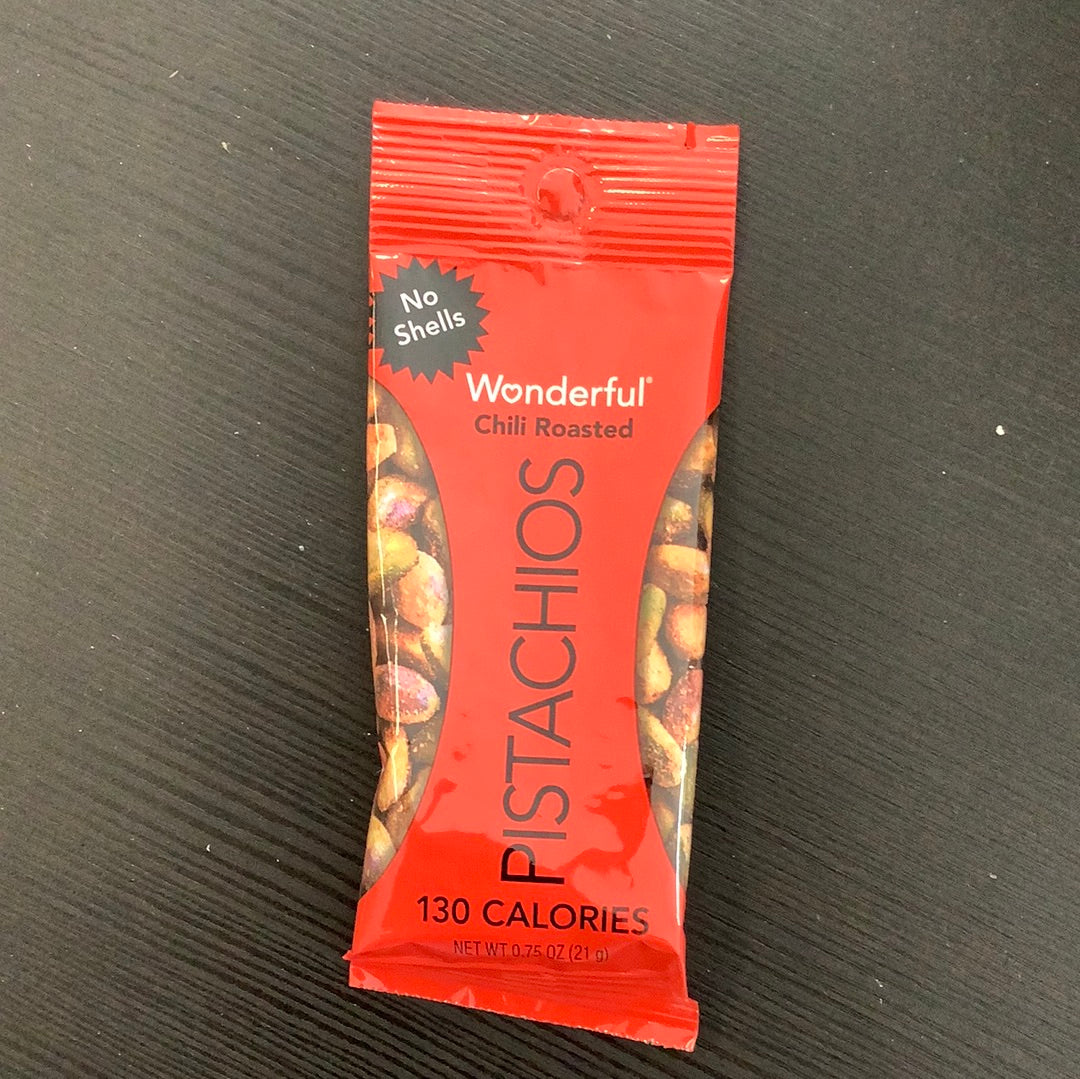 No
Shells
Wonderful®
Chili Roasted
PISTACHIOS
130 CALORIES
NET WT 0.75 OZ (21 g)